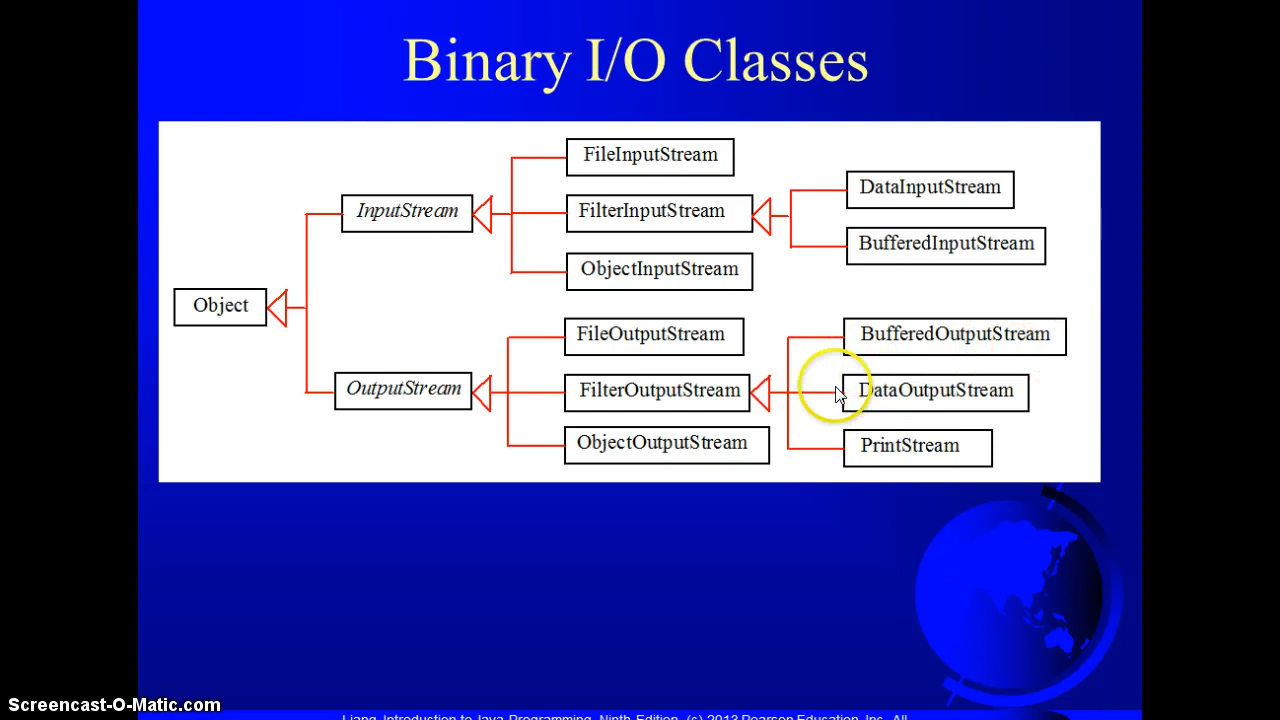 Binary I/O Classes
FileInputStream
DataInputStream
InputStream
FilterInputStream
BufferedInputStream
ObjectInputStream
Object
FileOutputStream
BufferedOutputStream
OutputStream
FilterOutputStream
DataOutputStream
ObjectOutputStream
PrintStream
Screencast-O-Matic.com
Liang, Introduction to Java Programming, Ninth Edition, (c) 2013 Pearson Education, Inc. All